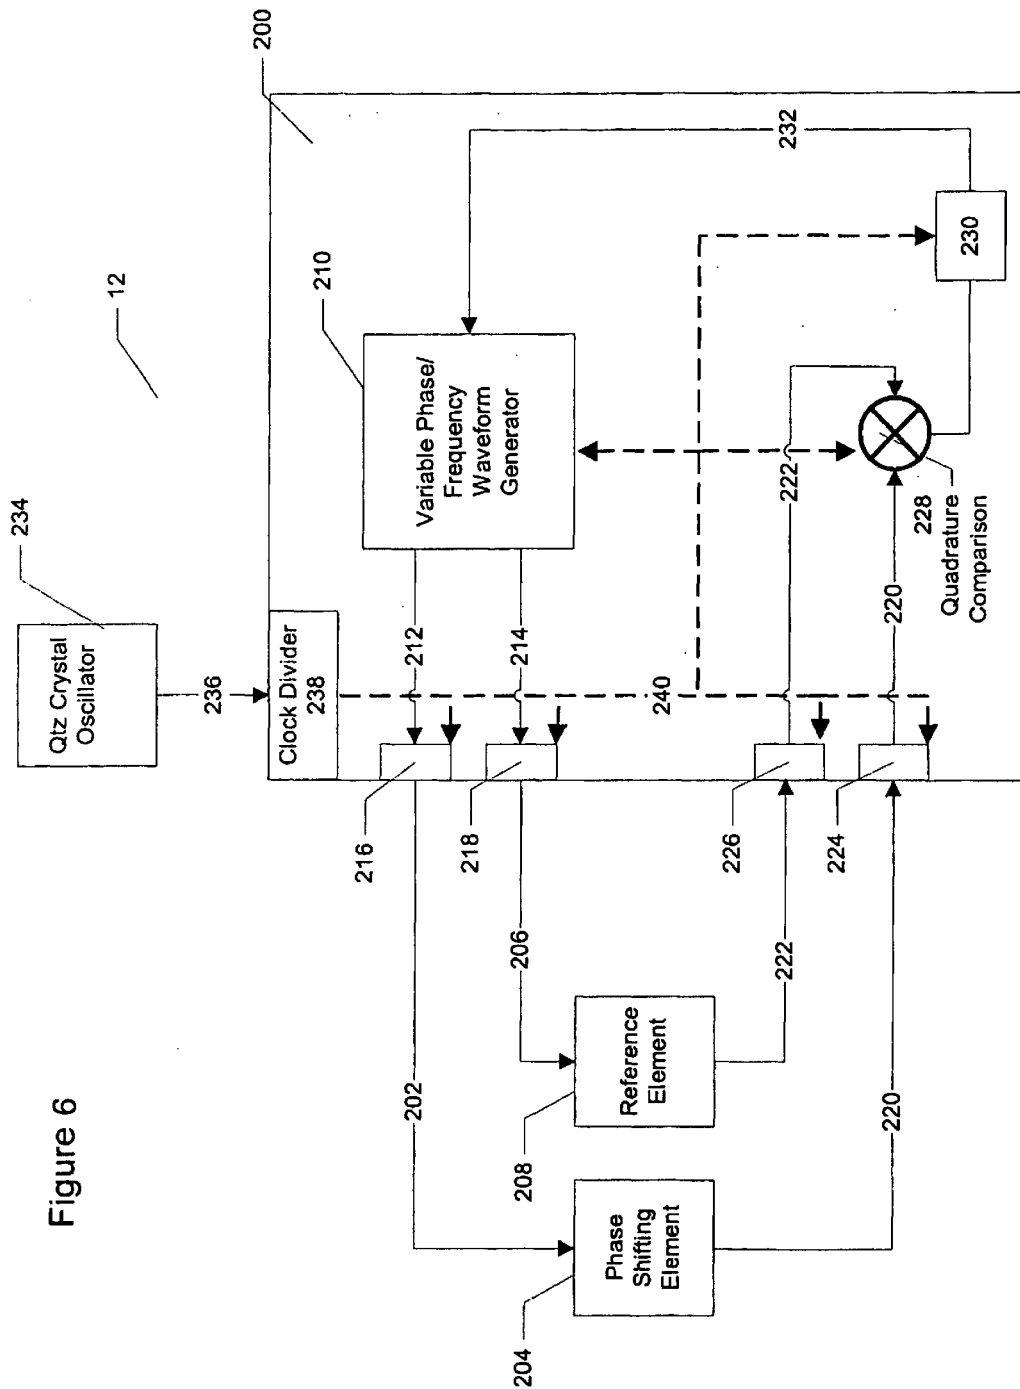 Figure 6
12
200
Qtz Crystal
Oscillator
234
236
Clock Divider
238
210
Variable Phase/
Frequency
Waveform
Generator
212
214
216
218
202
206
240
232
Reference
Element
208
Phase
Shifting
Element
204
222
222
226
220
220
224
228
Quadrature
Comparison
230